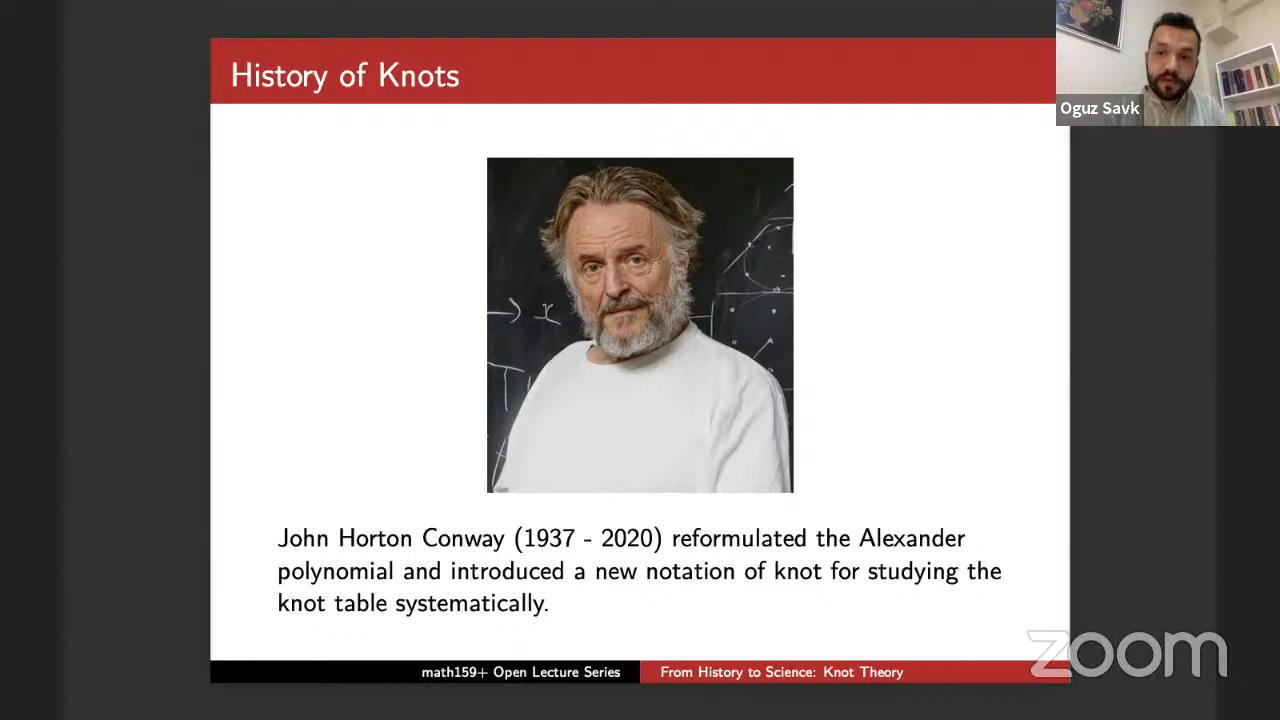 History of Knots
Oguz Savk
John Horton Conway (1937 - 2020) reformulated the Alexander
polynomial and introduced a new notation of knot for studying the
knot table systematically.
math159+ Open Lecture Series
From History to Science: Knot Theory
zoom